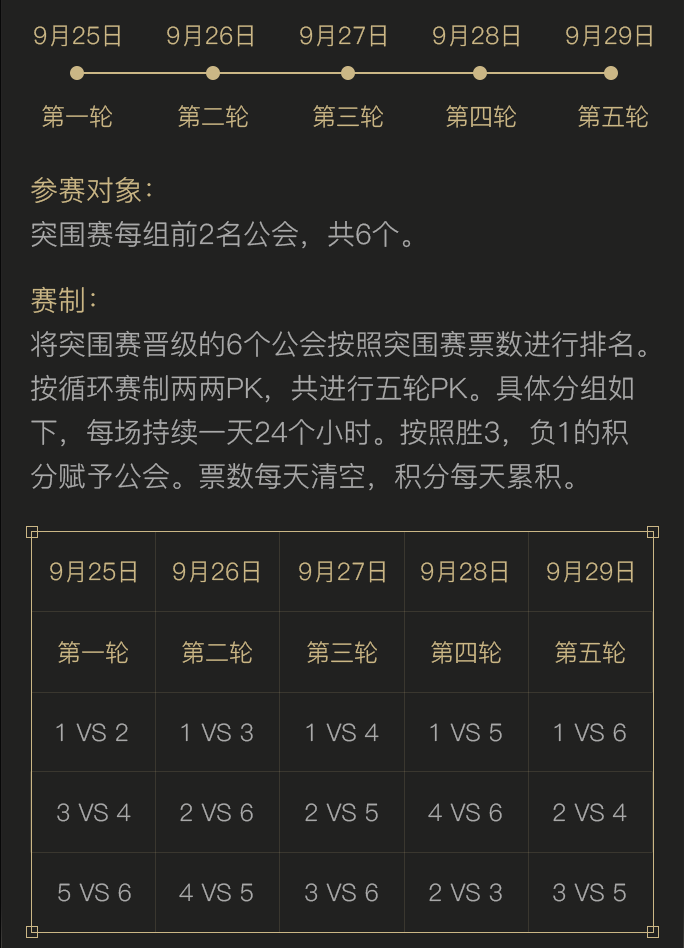 9月25日 9月26日 9月27日 9月28日 9月29日
第一轮 第二轮 第三轮 第四轮 第五轮
参赛对象：
突围赛每组前2名公会，共6个。
赛制：
将突围赛晋级的6个公会按照突围赛票数进行排名。
按循环赛制两两PK，共进行五轮PK。具体分组如
下，每场持续一天24个小时。按照胜3，负1的积
分赋予公会。票数每天清空，积分每天累积。
9月25日 9月26日 9月27日 9月28日 9月29日
第一轮 第二轮 第三轮 第四轮 第五轮
1 VS 2 1 VS 3 1 VS 4 1 VS 5 1 VS 6
3 VS 4 2 VS 6 2 VS 5 4 VS 6 2 VS 4
5 VS 6 4 VS 5 3 VS 6 2 VS 3 3 VS 5